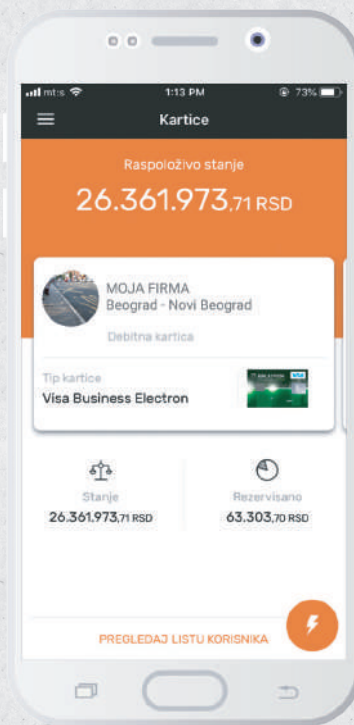 mt:s 1:13 PM 73%
Kartice
Raspoloživo stanje
26.361.973,71 RSD
MOJA FIRMA
Beograd - Novi Beograd
Debitna kartica
Tip kartice
Visa Business Electron
VISA
Stanje
Rezervisano
26.361.973,71 RSD
63.303,70 RSD
PREGLEDAJ LISTU KORISNIKA